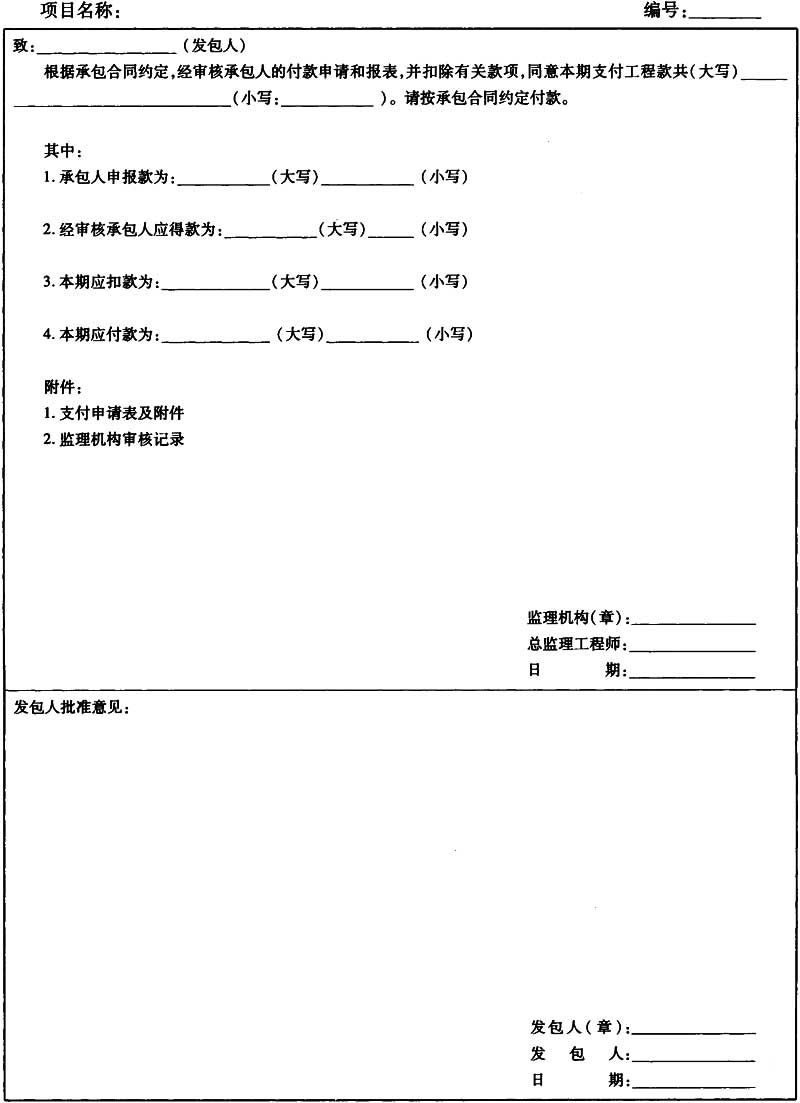 项目名称： 编号：________
致：________________（发包人）
根据承包合同约定，经审核承包人的付款申请和报表，并扣除有关款项，同意本期支付工程款共（大写）______
________________________（小写：__________ ）。请按承包合同约定付款。
其中：
1. 承包人申报款为：__________（大写）__________（小写）
2. 经审核承包人应得款为：__________（大写）_____（小写）
3. 本期应扣款为：____________（大写）__________（小写）
4. 本期应付款为：____________（大写）__________（小写）
附件：
1. 支付申请表及附件
2. 监理机构审核记录
监理机构（章）：______________
总监理工程师：______________
日 期：______________
发包人批准意见：
发包人（章）：______________
发 包 人：______________
日 期：______________